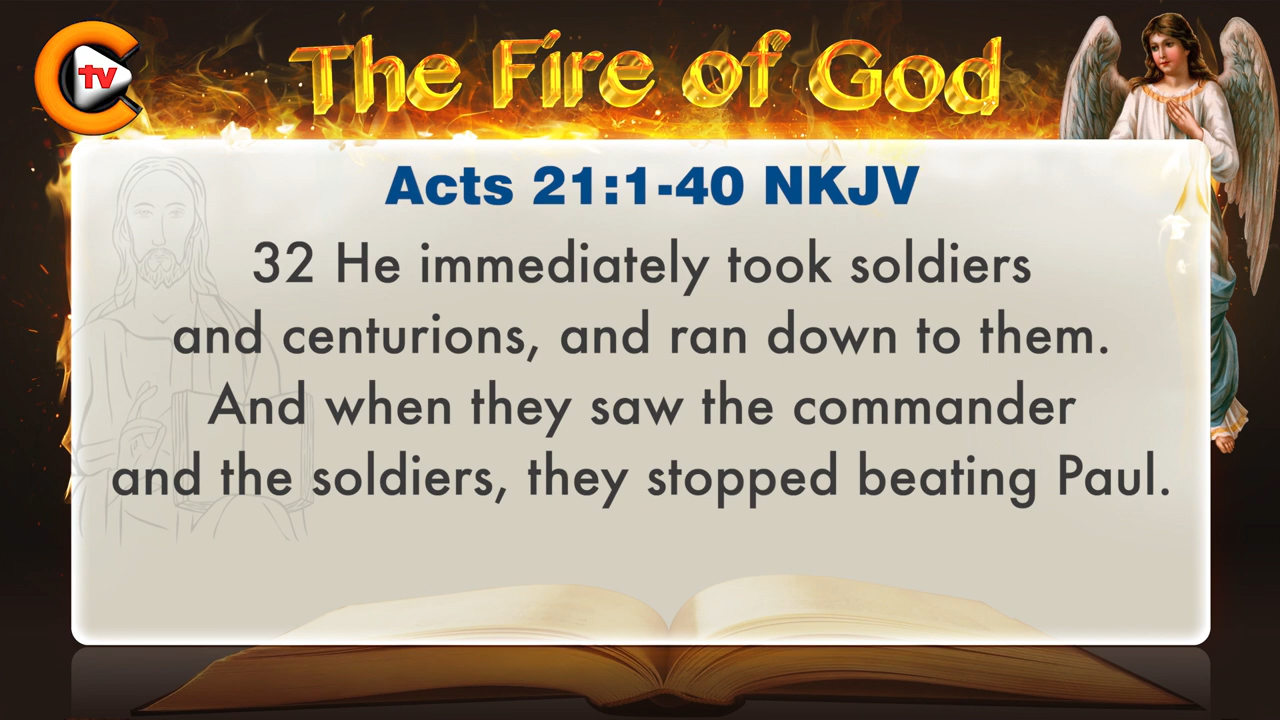 tv
The Fire of God
Acts 21:1-40 NKJV
32 He immediately took soldiers
and centurions, and ran down to them.
And when they saw the commander
and the soldiers, they stopped beating Paul.